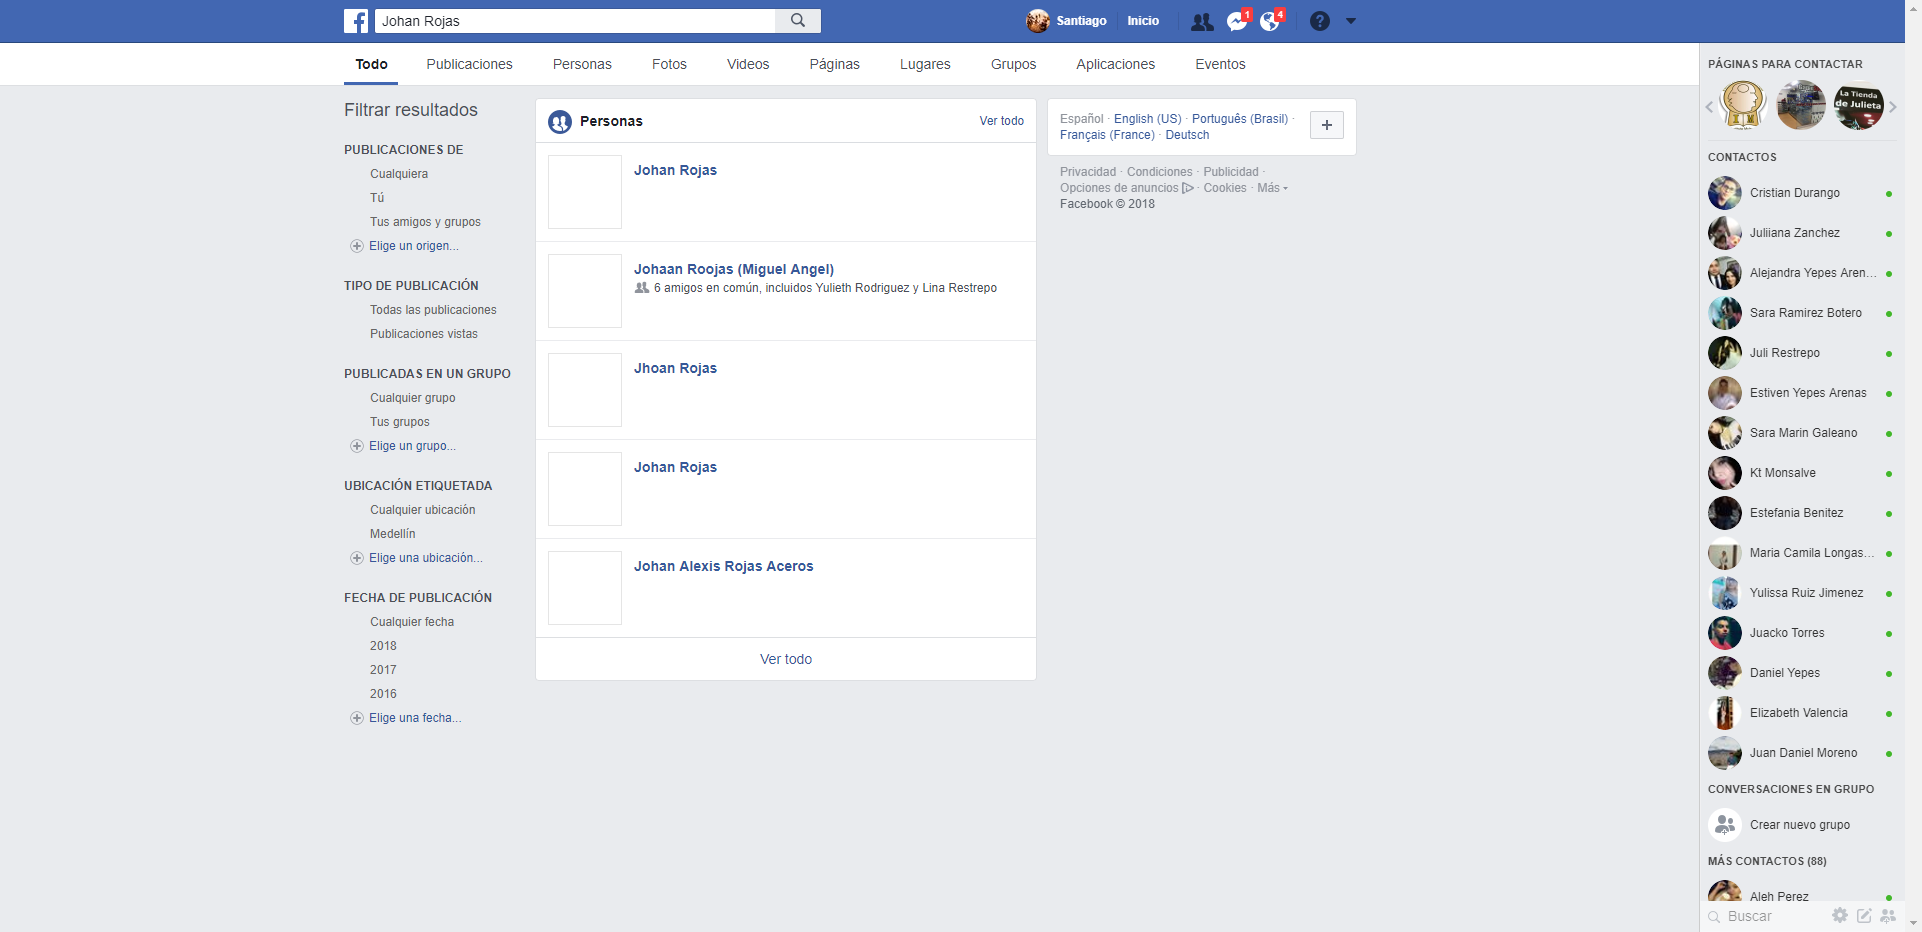 Johan Rojas
Santiago
Inicio
1
4
Todo
Publicaciones
Personas
Fotos
Videos
Páginas
Lugares
Grupos
Aplicaciones
Eventos
Filtrar resultados
PUBLICACIONES DE
Cualquiera
Tú
Tus amigos y grupos
Elige un origen...
TIPO DE PUBLICACIÓN
Todas las publicaciones
Publicaciones vistas
PUBLICADAS EN UN GRUPO
Cualquier grupo
Tus grupos
Elige un grupo...
UBICACIÓN ETIQUETADA
Cualquier ubicación
Medellín
Elige una ubicación...
FECHA DE PUBLICACIÓN
Cualquier fecha
2018
2017
2016
Elige una fecha...
Personas
Ver todo
Johan Rojas
Johaan Roojas (Miguel Angel)
6 amigos en común, incluidos Yulieth Rodriguez y Lina Restrepo
Jhoan Rojas
Johan Rojas
Johan Alexis Rojas Aceros
Ver todo
Español · English (US) · Português (Brasil) ·
Français (France) · Deutsch
Privacidad · Condiciones · Publicidad ·
Opciones de anuncios · Cookies · Más
Facebook © 2018
PÁGINAS PARA CONTACTAR
La Tienda
de Julieta
CONTACTOS
Cristian Durango
Juliiana Zanchez
Alejandra Yepes Aren...
Sara Ramirez Botero
Juli Restrepo
Estiven Yepes Arenas
Sara Marin Galeano
Kt Monsalve
Estefania Benitez
Maria Camila Longas...
Yulissa Ruiz Jimenez
Juacko Torres
Daniel Yepes
Elizabeth Valencia
Juan Daniel Moreno
CONVERSACIONES EN GRUPO
Crear nuevo grupo
MÁS CONTACTOS (88)
Aleh Perez
Buscar